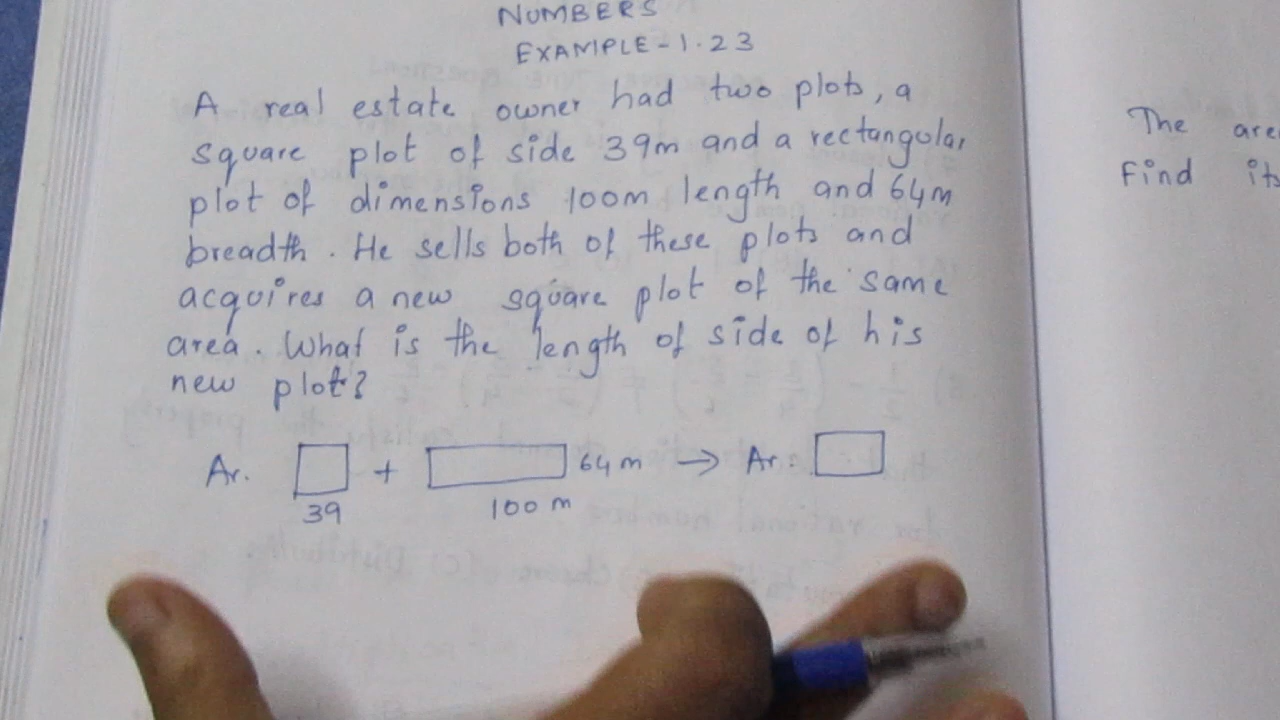 NUMBERS
EXAMPLE-1.23
A real estate owner had two plots, a
square plot of side 39m and a rectangular
plot of dimensions 100m length and 64m
breadth. He sells both of these plots and
acquires a new square plot of the same
area. What is the length of side of his
new plot?
Ar. + 64 m → Ar.
39 100 m
The
Find